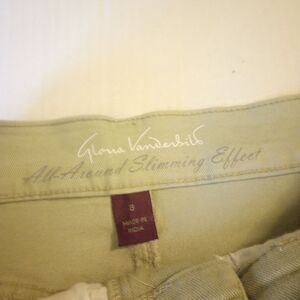 Gloria Vanderbilt
All-Around Slimming Effect
8
MADE IN
INDIA